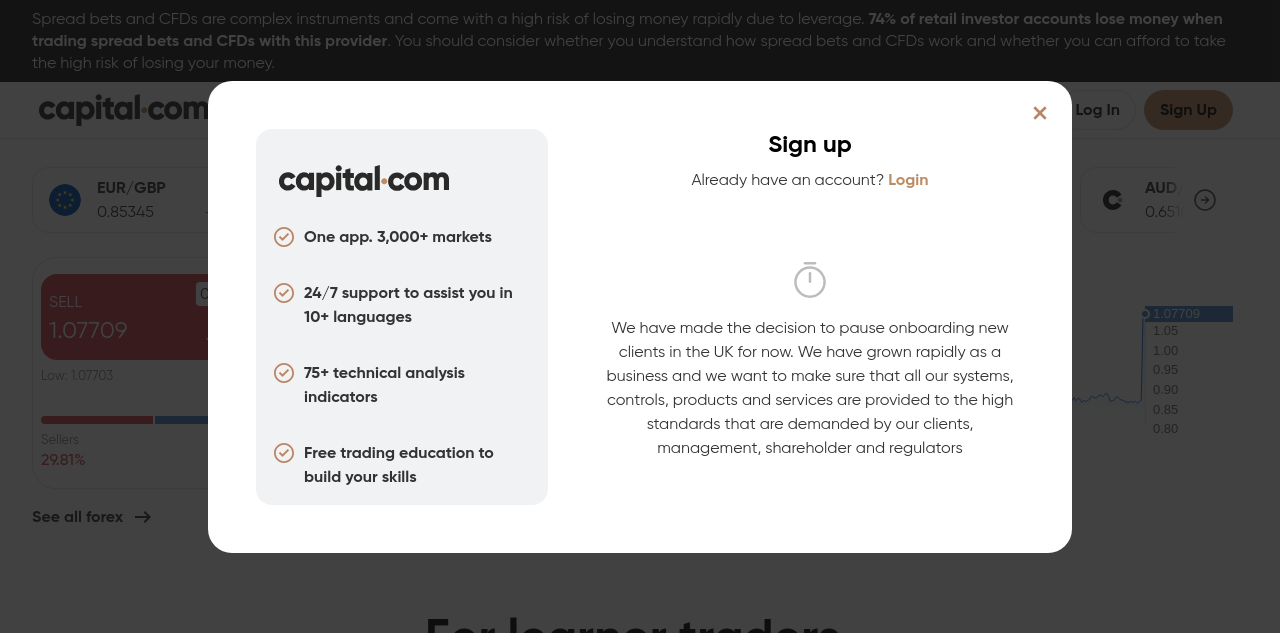 Spread bets and CFDs are complex instruments and come with a high risk of losing money rapidly due to leverage. 74% of retail investor accounts lose money when
trading spread bets and CFDs with this provider. You should consider whether you understand how spread bets and CFDs work and whether you can afford to take
the high risk of losing your money.
capital.com
Log In
Sign Up
EUR/GBP
0.85345
AUD
0.651
SELL
1.07709
Low: 1.07703
Sellers
29.81%
See all forex
1.07709
1.05
1.00
0.95
0.90
0.85
0.80
capital.com
One app. 3,000+ markets
24/7 support to assist you in
10+ languages
75+ technical analysis
indicators
Free trading education to
build your skills
Sign up
Already have an account? Login
We have made the decision to pause onboarding new
clients in the UK for now. We have grown rapidly as a
business and we want to make sure that all our systems,
controls, products and services are provided to the high
standards that are demanded by our clients,
management, shareholder and regulators
For learner traders